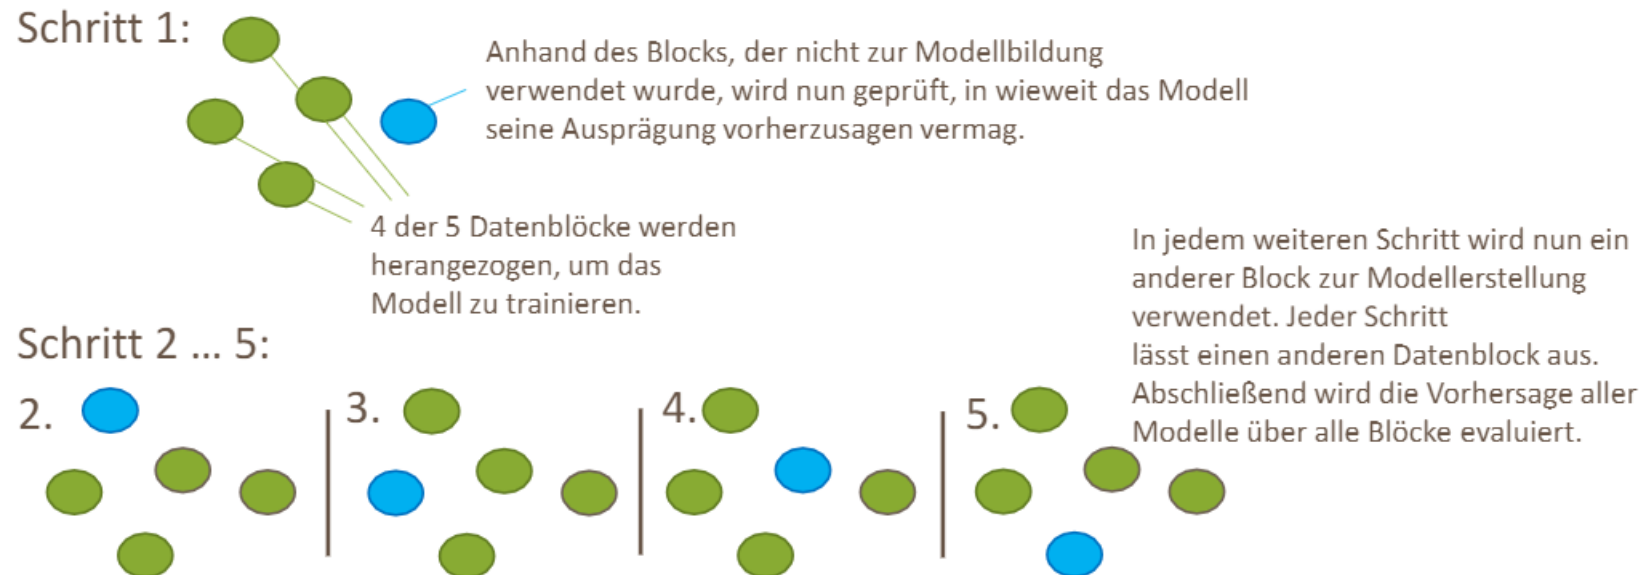 Schritt 1:
Anhand des Blocks, der nicht zur Modellbildung
verwendet wurde, wird nun geprüft, in wieweit das Modell
seine Ausprägung vorherzusagen vermag.
4 der 5 Datenblöcke werden
herangezogen, um das
Modell zu trainieren.
In jedem weiteren Schritt wird nun ein
anderer Block zur Modellerstellung
verwendet. Jeder Schritt
lässt einen anderen Datenblock aus.
Abschließend wird die Vorhersage aller
Modelle über alle Blöcke evaluiert.
Schritt 2 ... 5:
2.
3.
4.
5.